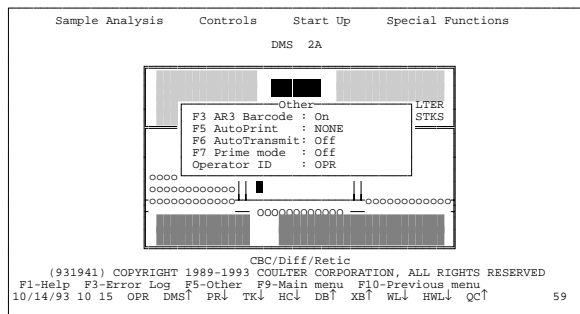 Sample Analysis Controls Start Up Special Functions
DMS 2A
Other
LTER
F3 AR3 Barcode : On
STKS
F5 AutoPrint : NONE
F6 AutoTransmit: Off
F7 Prime mode : Off
Operator ID : OPR
CBC/Diff/Retic
(931941) COPYRIGHT 1989-1993 COULTER CORPORATION, ALL RIGHTS RESERVED
F1-Help F3-Error Log F5-Other F9-Main menu F10-Previous menu
10/14/93 10 15 OPR DMS↑ PR↓ TK↓ HC↓ DB↑ XB↑ WL↓ HWL↓ QC↑ 59